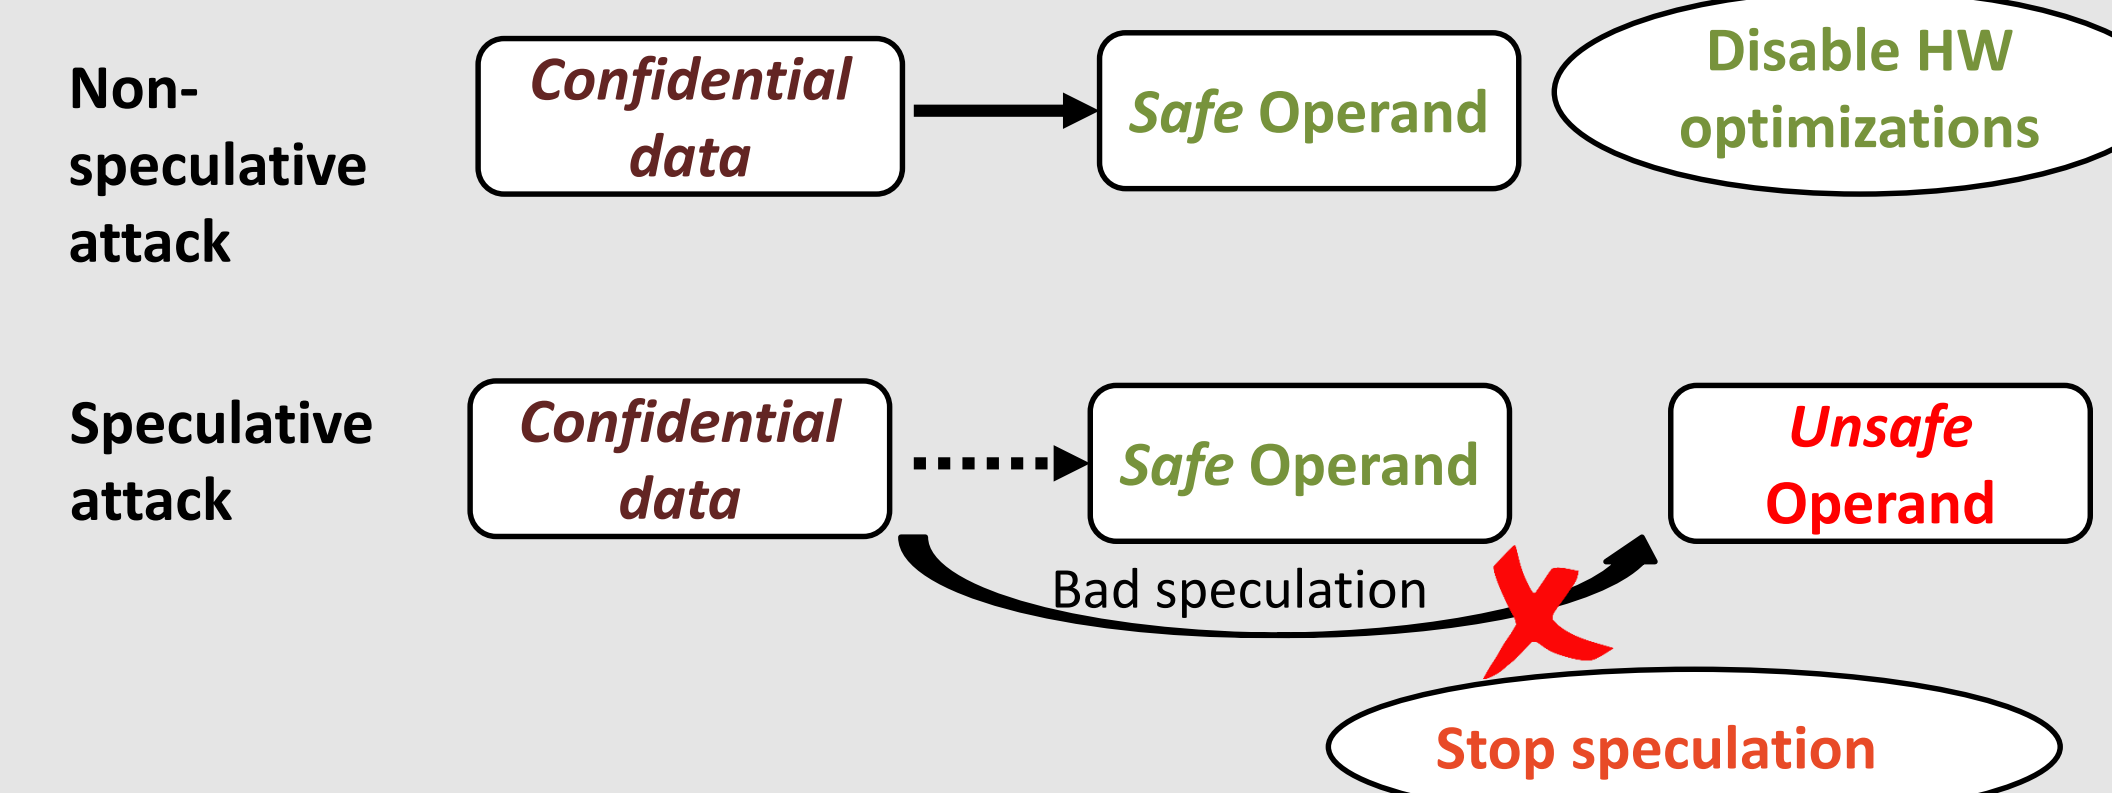 Non-
speculative
attack
Confidential
data
Safe Operand
Disable HW
optimizations
Speculative
attack
Confidential
data
Safe Operand
Unsafe
Operand
Bad speculation
Stop speculation